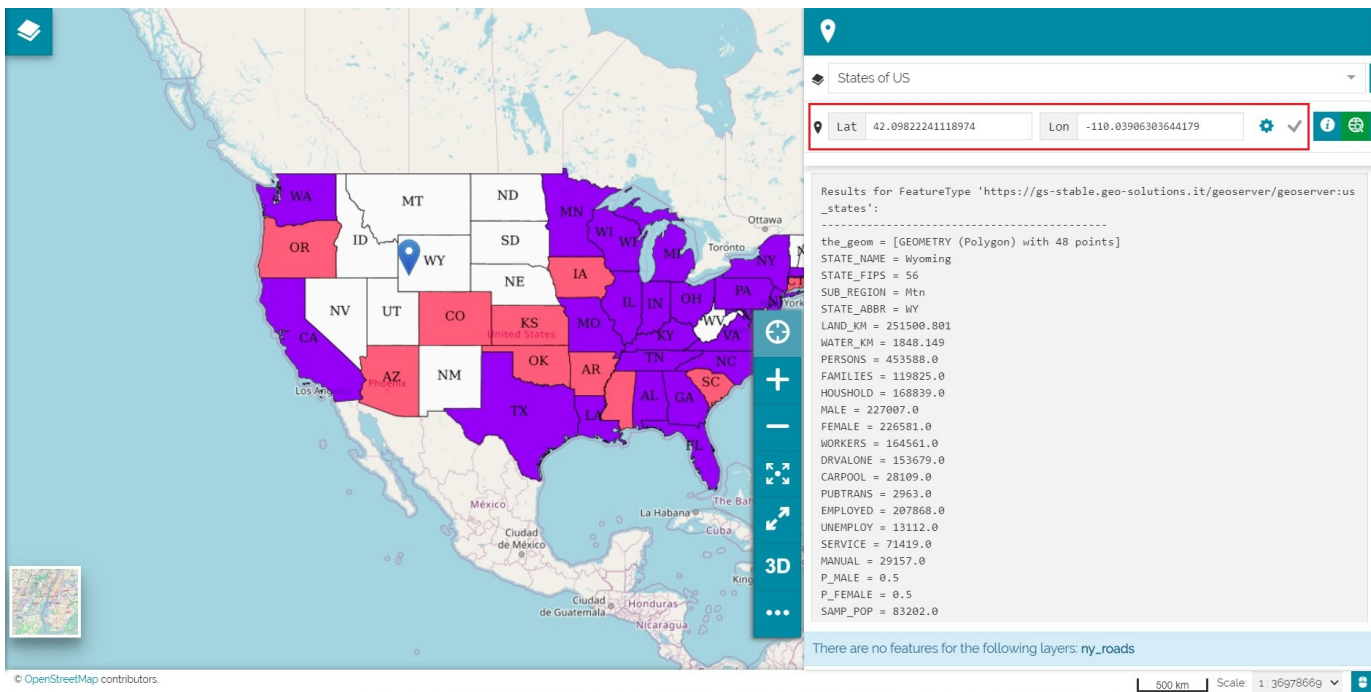 States of US
Lat 42.09822241118974 Lon -110.03906303644179
Results for FeatureType 'https://gs-stable.geo-solutions.it/geoserver/geoserver:us
_states':
--------------------------------------------
the_geom = [GEOMETRY (Polygon) with 48 points]
STATE_NAME = Wyoming
STATE_FIPS = 56
SUB_REGION = Mtn
STATE_ABBR = WY
LAND_KM = 251500.801
WATER_KM = 1848.149
PERSONS = 453588.0
FAMILIES = 119825.0
HOUSHOLD = 168839.0
MALE = 227007.0
FEMALE = 226581.0
WORKERS = 164561.0
DRVALONE = 153679.0
CARPOOL = 28109.0
PUBTRANS = 2963.0
EMPLOYED = 207868.0
UNEMPLOY = 13112.0
SERVICE = 71419.0
MANUAL = 29157.0
P_MALE = 0.5
P_FEMALE = 0.5
SAMP_POP = 83202.0
There are no features for the following layers: ny_roads
WA
MT
ND
MN
Ottawa
OR
ID
SD
WI
WI
MI
Toronto
NY
WY
IA
CT
NE
PA
York
NV
UT
CO
KS
United States
MO
IL
IN
OH
WV
VA
KY
CA
TN
NC
OK
AR
SC
Los Ang
AZ
Phoenix
NM
AL
GA
TX
LA
FL
México
Ciudad
de México
La Habana
Cuba
The Bah
King
Ciudad
de Guatemala
Honduras
Nicaragua
3D
© OpenStreetMap contributors.
500 km
Scale: 1 : 36978669